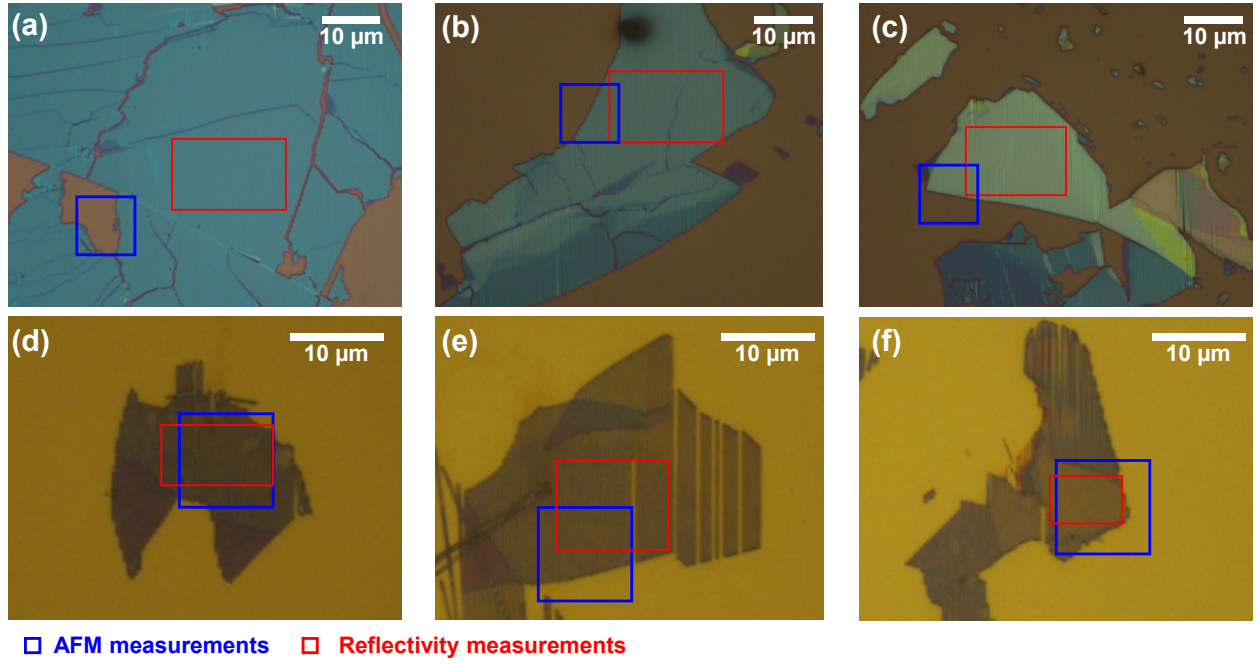 (a) 10 µm
(b) 10 µm
(c) 10 µm
(d) 10 µm
(e) 10 µm
(f) 10 µm
AFM measurements Reflectivity measurements